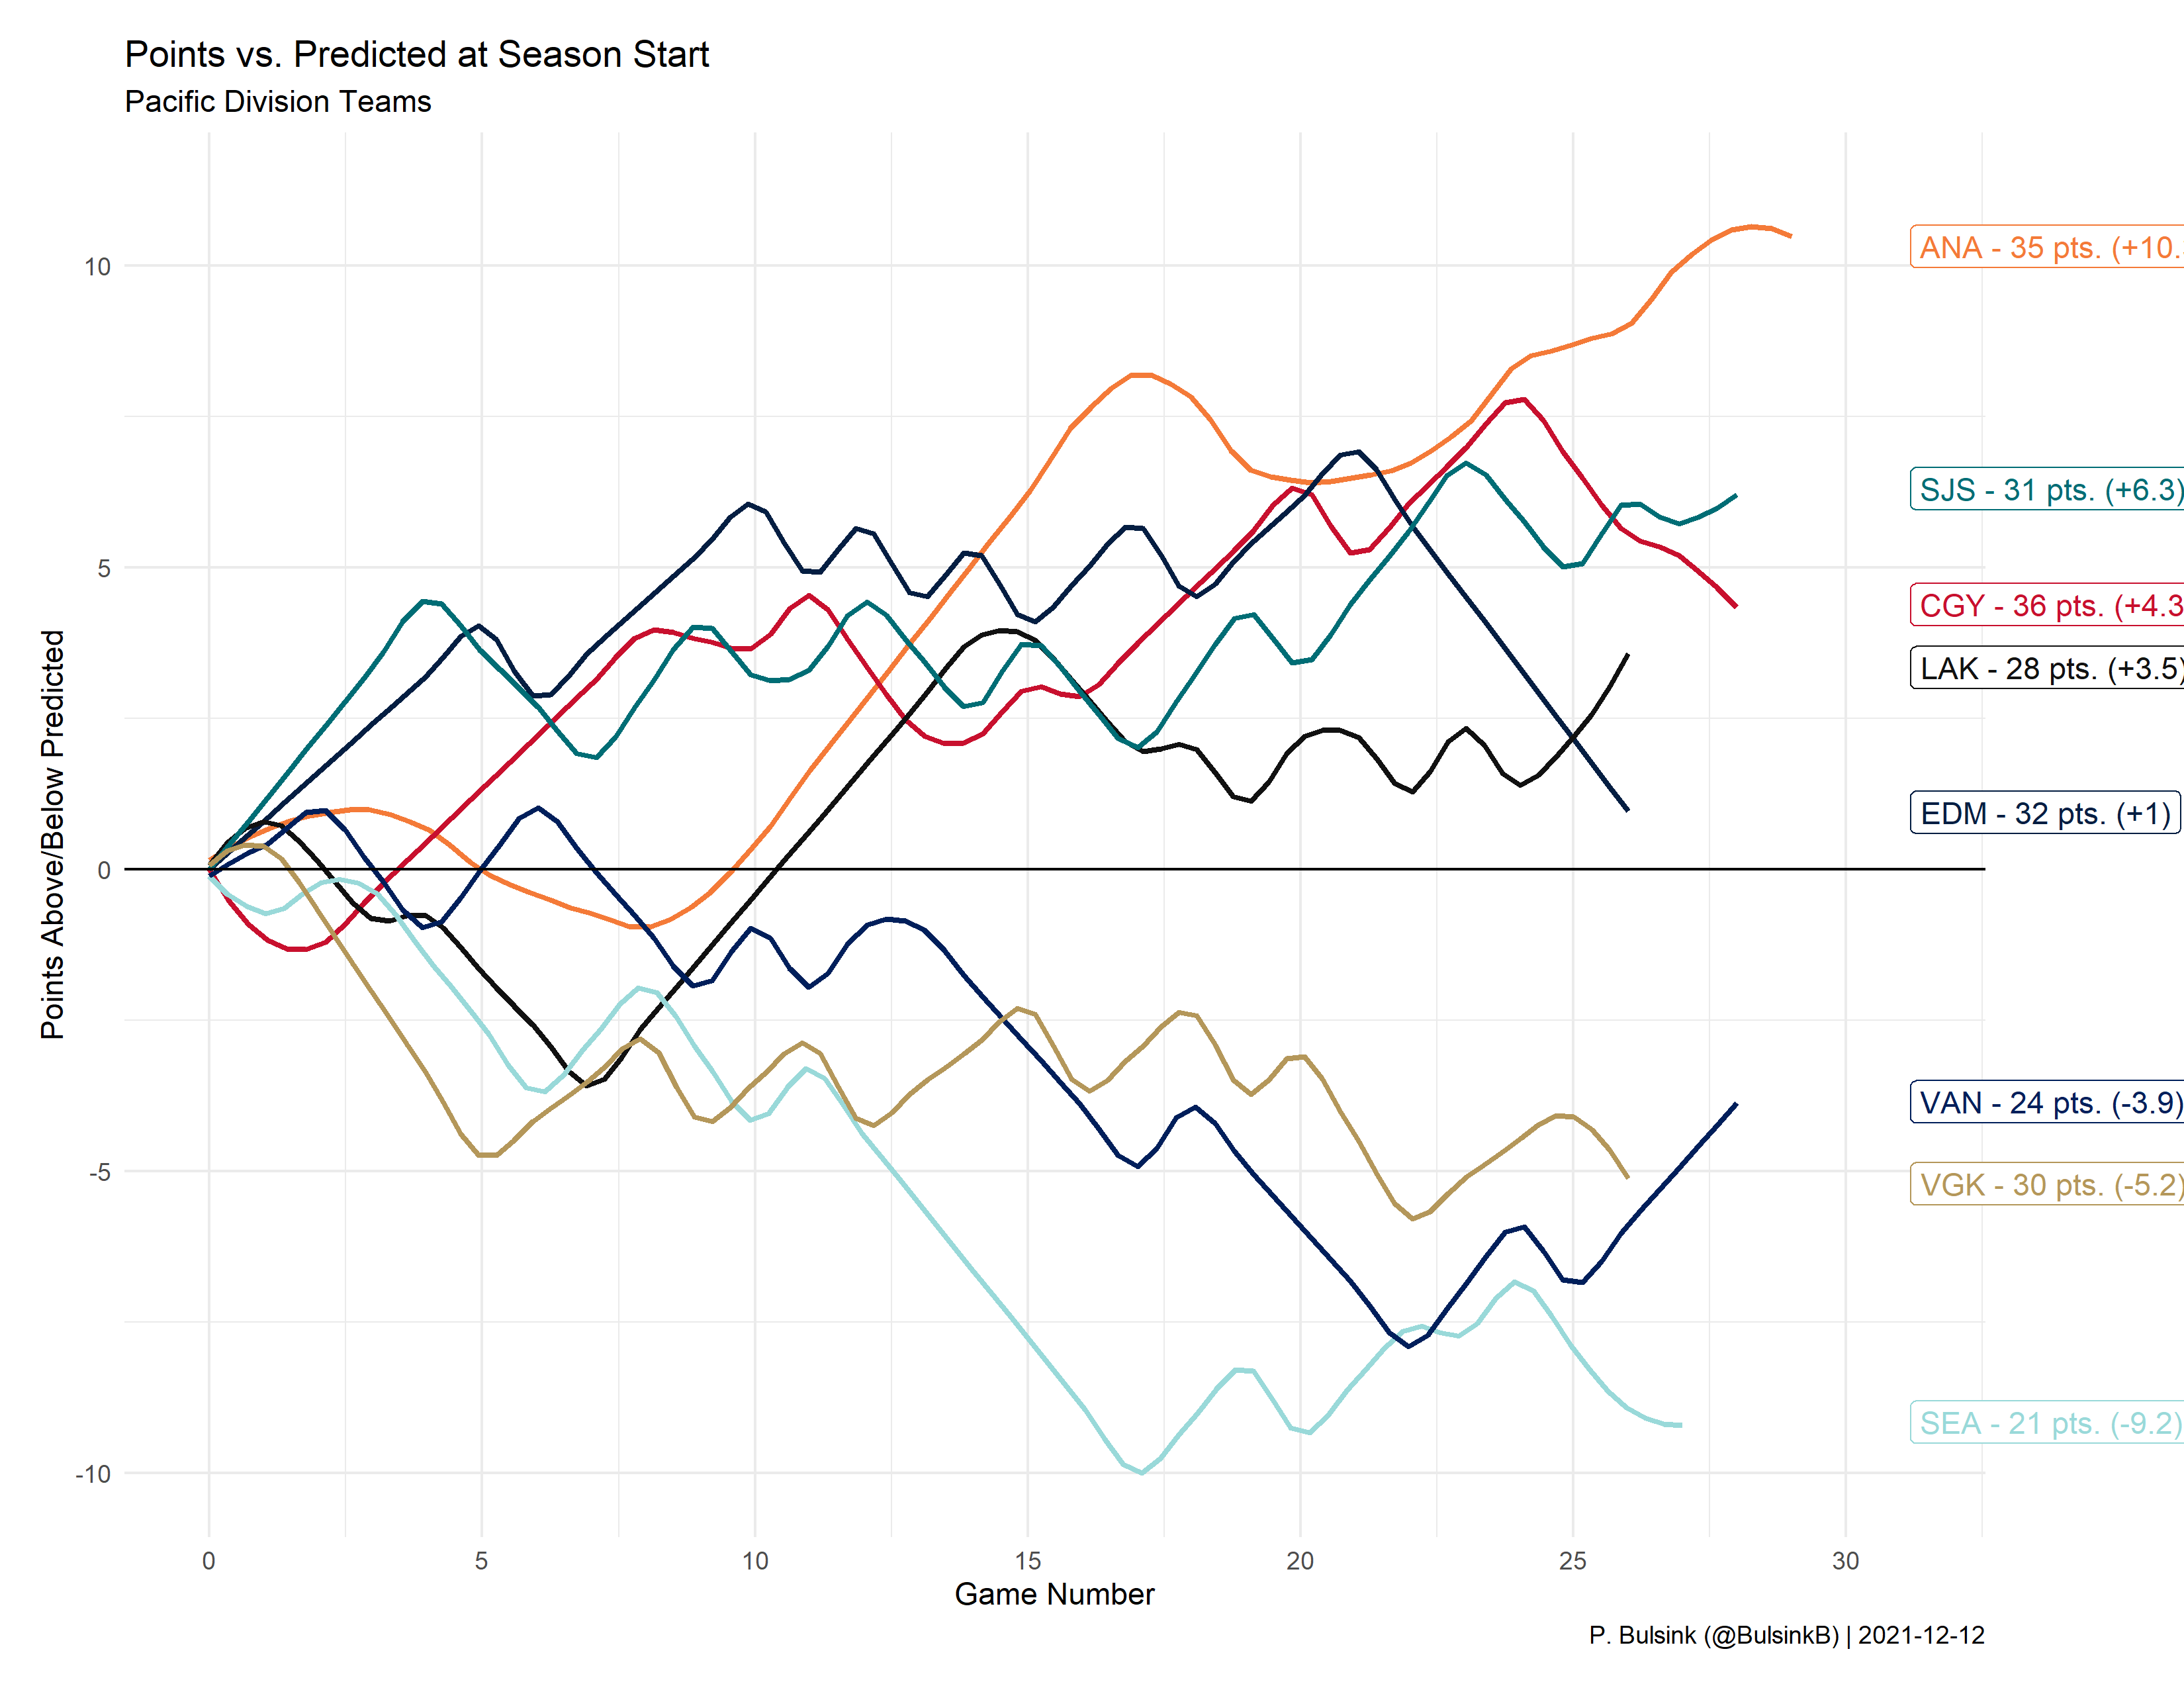 Points vs. Predicted at Season Start
Pacific Division Teams
Points Above/Below Predicted
10
5
0
-5
-10
ANA - 35 pts. (+10.
SJS - 31 pts. (+6.3)
CGY - 36 pts. (+4.3
LAK - 28 pts. (+3.5)
EDM - 32 pts. (+1)
VAN - 24 pts. (-3.9)
VGK - 30 pts. (-5.2)
SEA - 21 pts. (-9.2)
0 5 10 15 20 25 30
Game Number
P. Bulsink (@BulsinkB) | 2021-12-12